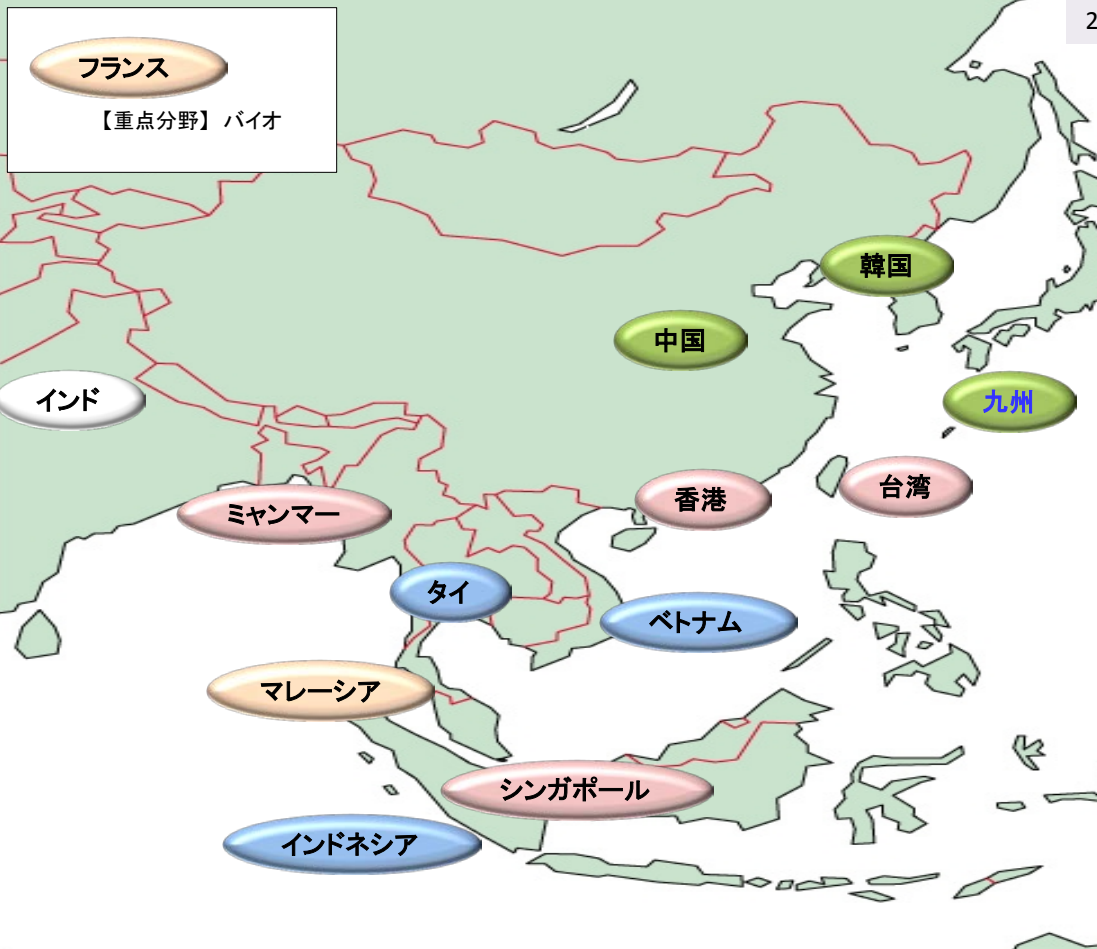 2
フランス
【重点分野】 バイオ
韓国
中国
インド
九州
台湾
香港
ミャンマー
タイ
ベトナム
マレーシア
シンガポール
インドネシア